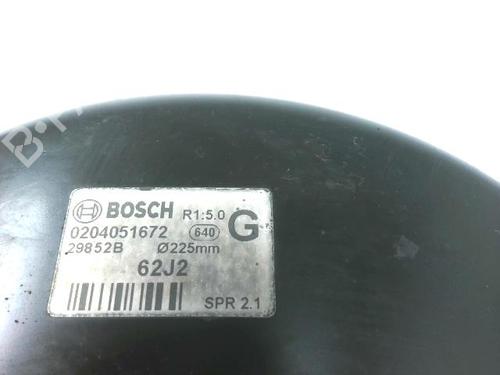 BOSCH R1:5.0 G
0204051672 640
29852B Ø225mm
62J2
SPR 2.1